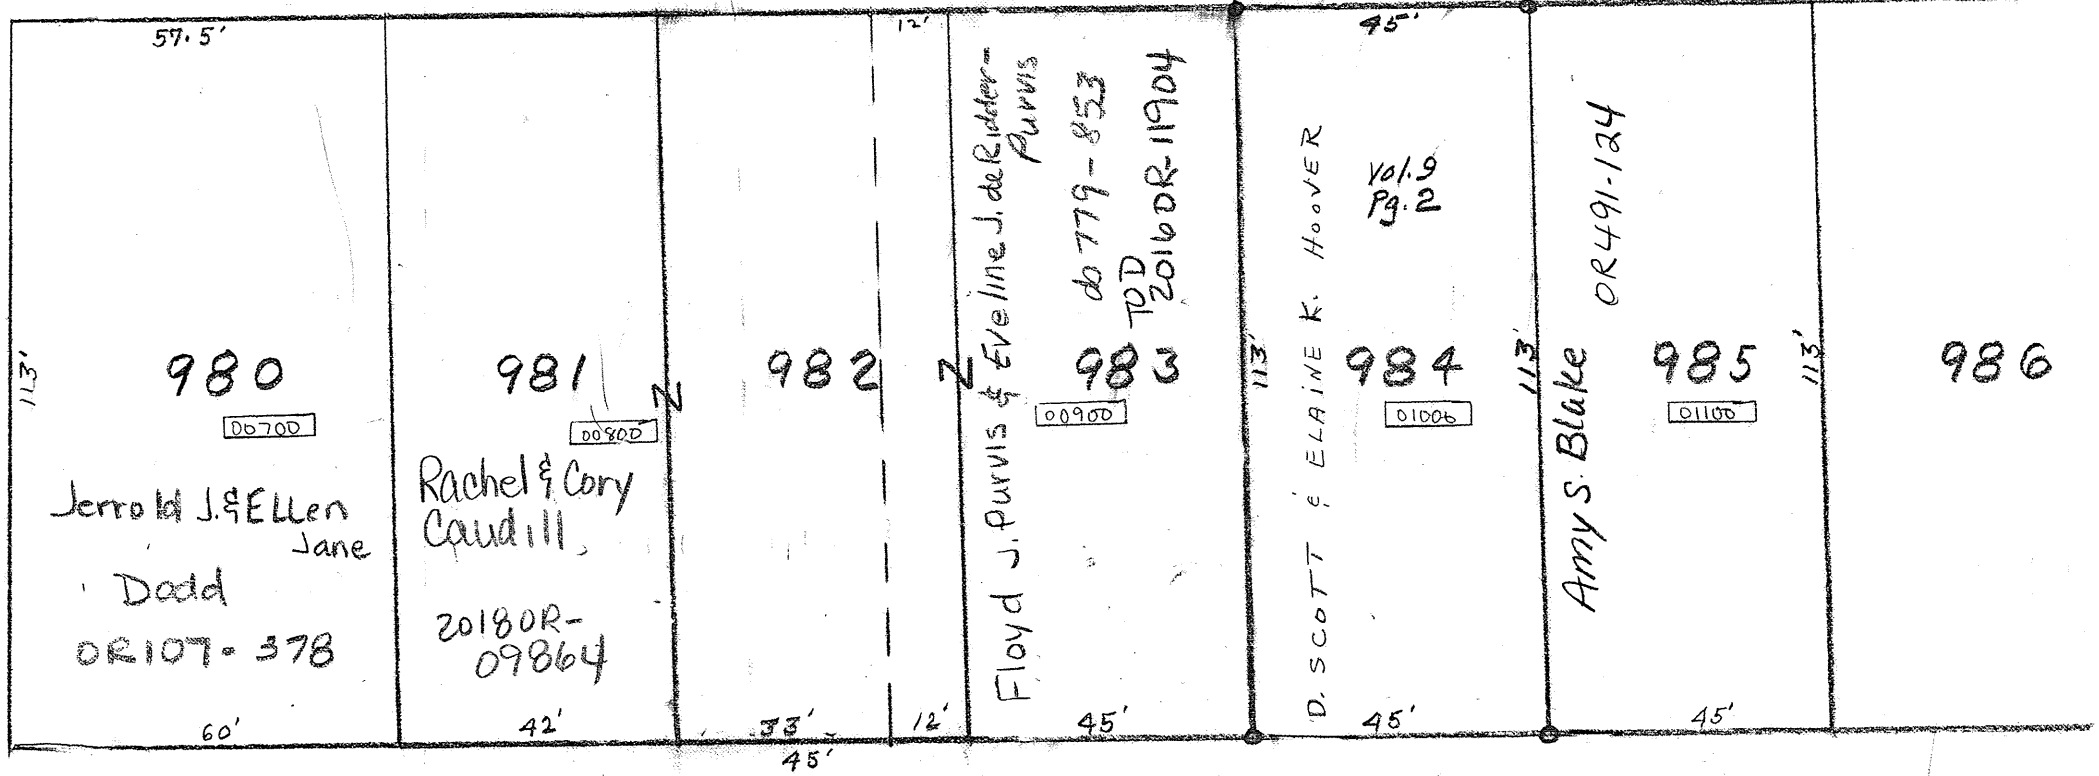 57.5'
113'
980
00700
Jerrold J. & Ellen
Jane
Dodd
OR107-378
60'
981
00800
Rachel & Cory
Caudill
2018OR-
09864
42'
Z
12'
982
33'
12'
45'
Z
Floyd J. Purvis & Eveline J. deRidder-
Purvis
do 779-853
TOD
2016OR-11904
983
00900
45'
113'
45'
D. SCOTT & ELAINE K. HOOVER
Vol. 9
Pg. 2
984
01000
45'
113'
Amy S. Blake OR491-124
985
01100
45'
113'
986